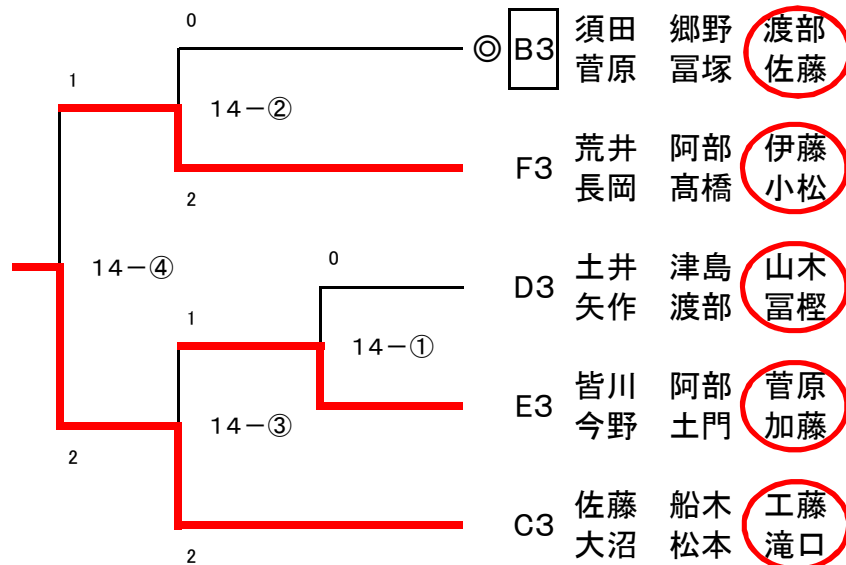 0
◎ B3 須田 郷野 渡部
菅原 冨塚 佐藤
1
14－②
F3 荒井 阿部 伊藤
長岡 髙橋 小松
2
14－④
0
D3 土井 津島 山木
矢作 渡部 冨樫
1
14－①
E3 皆川 阿部 菅原
今野 土門 加藤
14－③
2
C3 佐藤 船木 工藤
大沼 松本 滝口
2